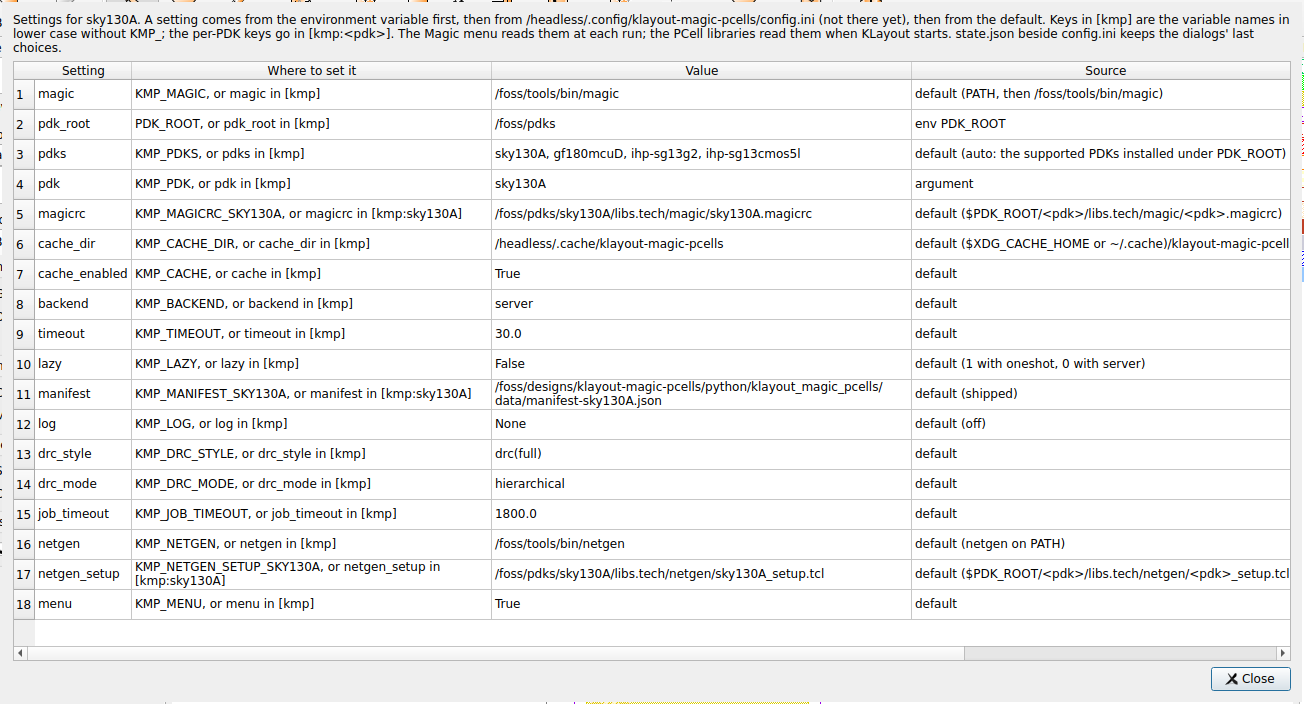 Settings for sky130A. A setting comes from the environment variable first, then from /headless/.config/klayout-magic-pcells/config.ini (not there yet), then from the default. Keys in [kmp] are the variable names in
lower case without KMP_; the per-PDK keys go in [kmp:<pdk>]. The Magic menu reads them at each run; the PCell libraries read them when KLayout starts. state.json beside config.ini keeps the dialogs' last
choices.
Setting Where to set it Value Source
1 magic KMP_MAGIC, or magic in [kmp] /foss/tools/bin/magic default (PATH, then /foss/tools/bin/magic)
2 pdk_root PDK_ROOT, or pdk_root in [kmp] /foss/pdks env PDK_ROOT
3 pdks KMP_PDKS, or pdks in [kmp] sky130A, gf180mcuD, ihp-sg13g2, ihp-sg13cmos5l default (auto: the supported PDKs installed under PDK_ROOT)
4 pdk KMP_PDK, or pdk in [kmp] sky130A argument
5 magicrc KMP_MAGICRC_SKY130A, or magicrc in [kmp:sky130A] /foss/pdks/sky130A/libs.tech/magic/sky130A.magicrc default ($PDK_ROOT/<pdk>/libs.tech/magic/<pdk>.magicrc)
6 cache_dir KMP_CACHE_DIR, or cache_dir in [kmp] /headless/.cache/klayout-magic-pcells default ($XDG_CACHE_HOME or ~/.cache)/klayout-magic-pcell
7 cache_enabled KMP_CACHE, or cache in [kmp] True default
8 backend KMP_BACKEND, or backend in [kmp] server default
9 timeout KMP_TIMEOUT, or timeout in [kmp] 30.0 default
10 lazy KMP_LAZY, or lazy in [kmp] False default (1 with oneshot, 0 with server)
11 manifest KMP_MANIFEST_SKY130A, or manifest in [kmp:sky130A] /foss/designs/klayout-magic-pcells/python/klayout_magic_pcells/
data/manifest-sky130A.json default (shipped)
12 log KMP_LOG, or log in [kmp] None default (off)
13 drc_style KMP_DRC_STYLE, or drc_style in [kmp] drc(full) default
14 drc_mode KMP_DRC_MODE, or drc_mode in [kmp] hierarchical default
15 job_timeout KMP_JOB_TIMEOUT, or job_timeout in [kmp] 1800.0 default
16 netgen KMP_NETGEN, or netgen in [kmp] /foss/tools/bin/netgen default (netgen on PATH)
17 netgen_setup KMP_NETGEN_SETUP_SKY130A, or netgen_setup in
[kmp:sky130A] /foss/pdks/sky130A/libs.tech/netgen/sky130A_setup.tcl default ($PDK_ROOT/<pdk>/libs.tech/netgen/<pdk>_setup.tcl
18 menu KMP_MENU, or menu in [kmp] True default
Close